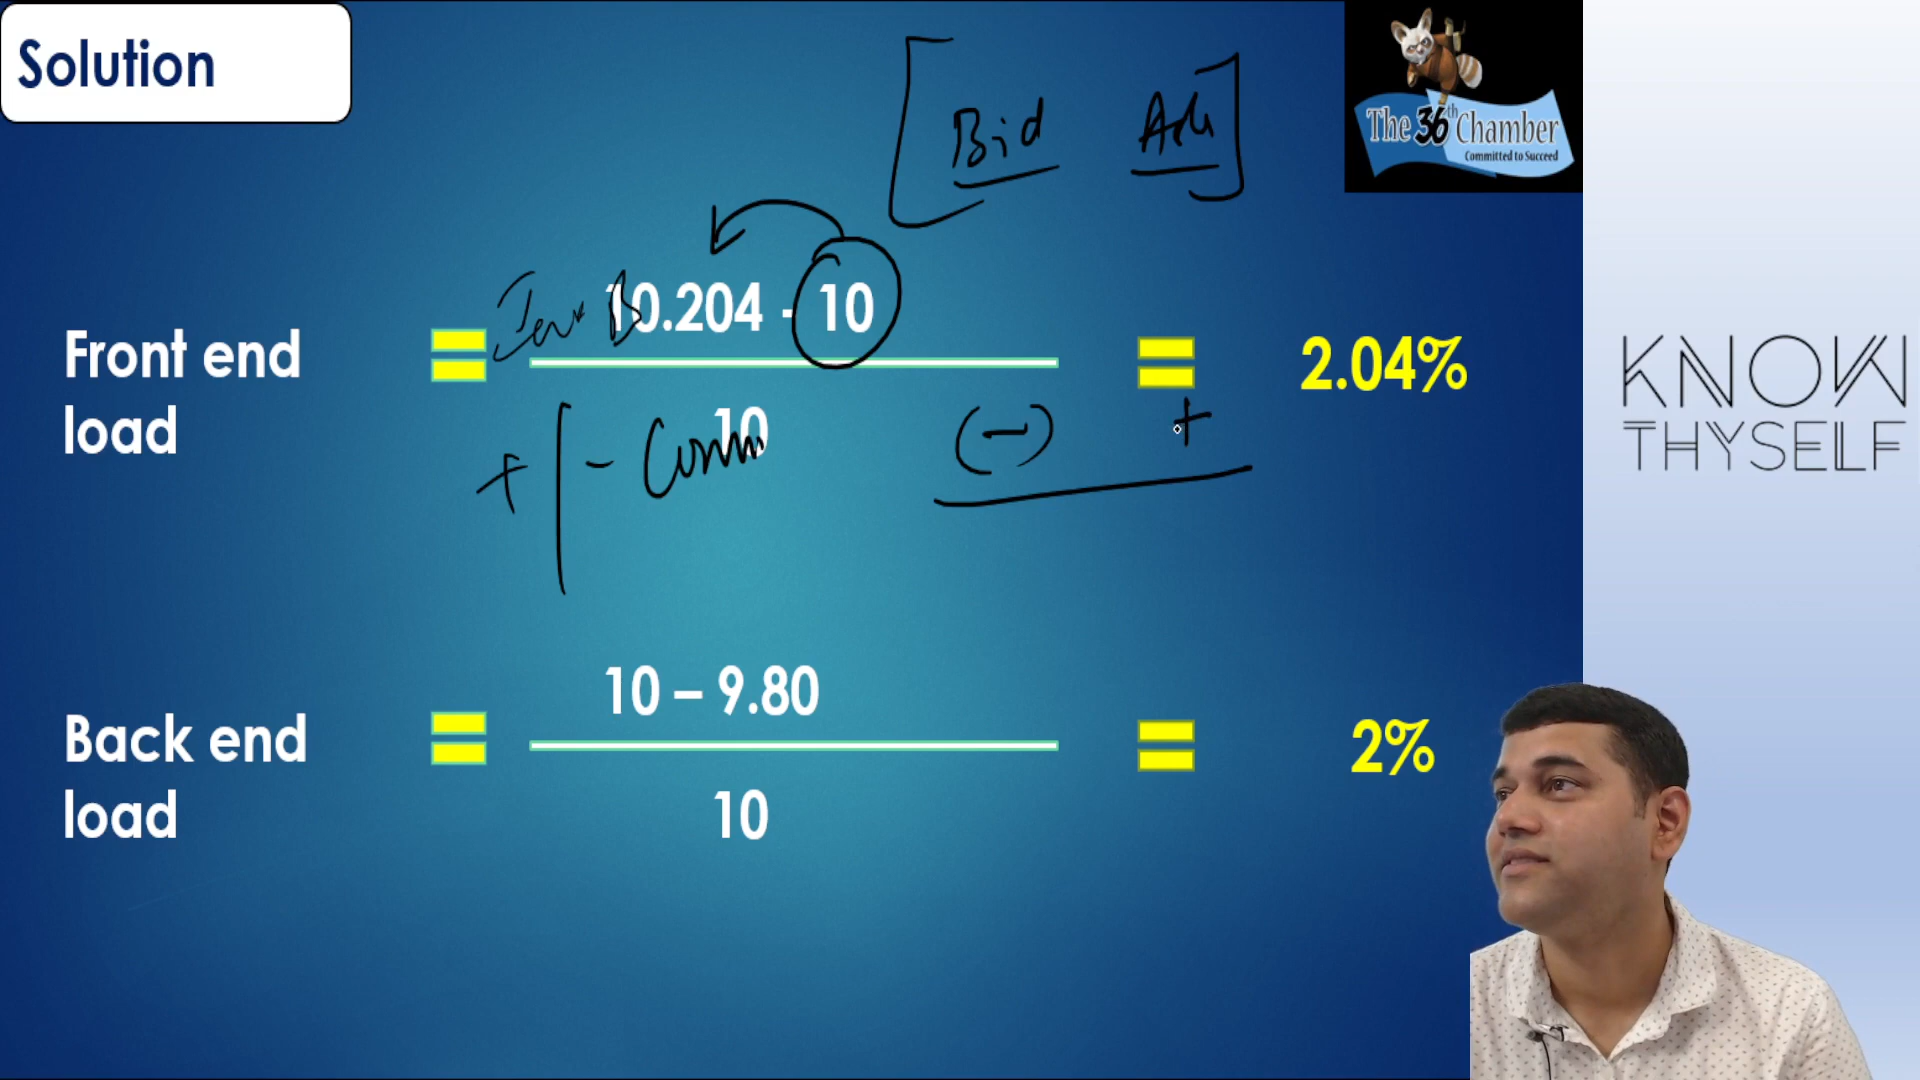 Solution
Bid Ask
The 36th Chamber
Committed to Succeed
10.204 - 10
Front end
load
=
=
2.04%
10
+ | - Comm
(-) +
KNOW
THYSELF
10 – 9.80
Back end
load
=
=
2%
10